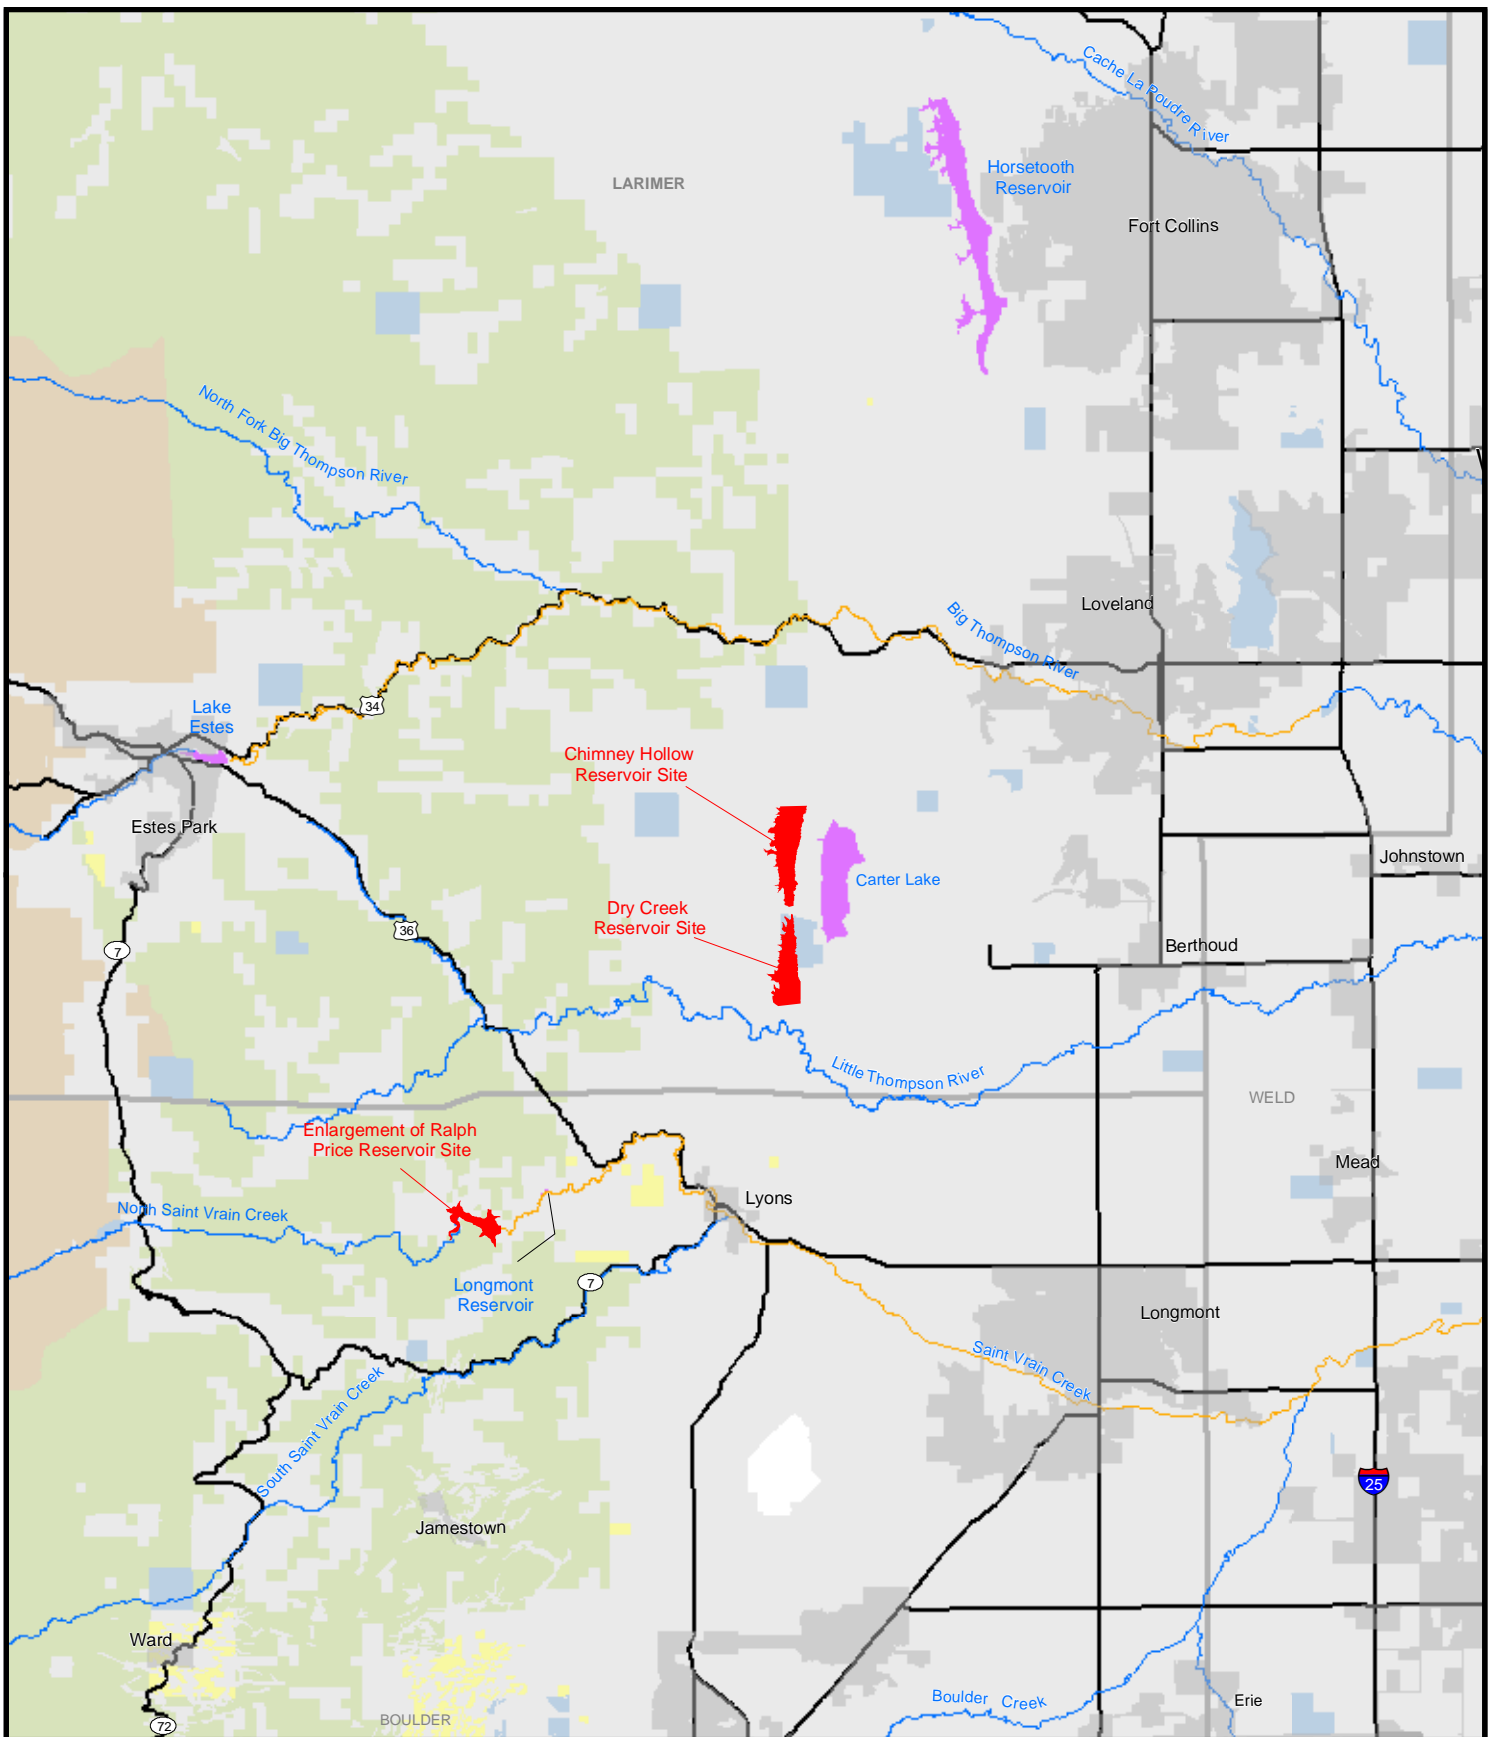 Cache La Poudre River
Horsetooth
Reservoir
LARIMER
Fort Collins
North Fork Big Thompson River
Loveland
Big Thompson River
Lake
Estes
34
Chimney Hollow
Reservoir Site
Estes Park
Johnstown
Carter Lake
Dry Creek
Reservoir Site
36
7
Berthoud
Little Thompson River
WELD
Enlargement of Ralph
Price Reservoir Site
Mead
Lyons
North Saint Vrain Creek
Longmont
Reservoir
7
Longmont
Saint Vrain Creek
South Saint Vrain Creek
25
Jamestown
Ward
Boulder Creek
Erie
BOULDER
72